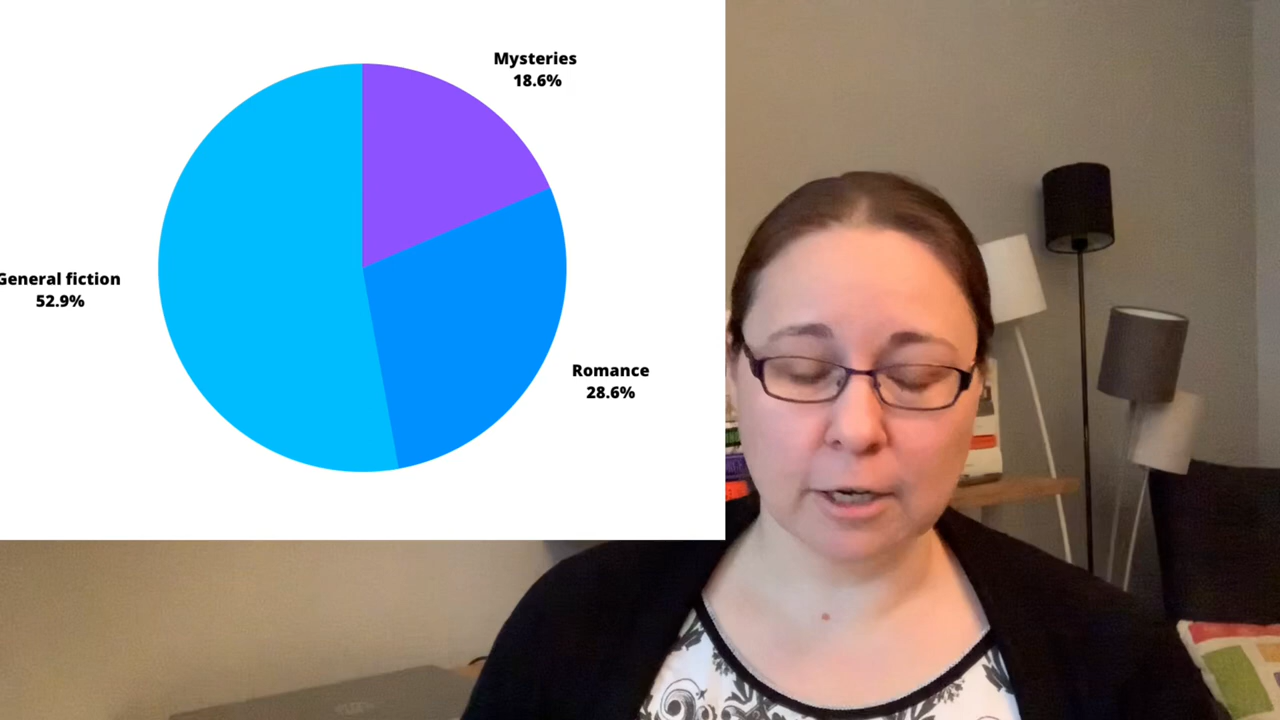 Mysteries
18.6%
General fiction
52.9%
Romance
28.6%